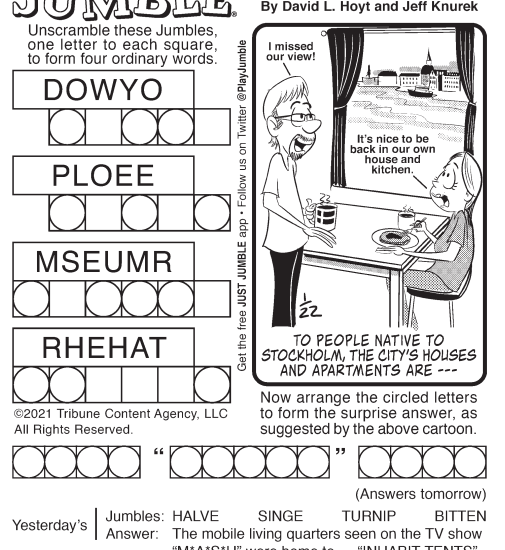 JUMBLE
By David L. Hoyt and Jeff Knurek
Unscramble these Jumbles,
one letter to each square,
to form four ordinary words.
DOWYO
PLOEE
MSEUMR
RHEHAT
©2021 Tribune Content Agency, LLC
All Rights Reserved.
Get the free JUST JUMBLE app • Follow us on Twitter @PlayJumble
I missed
our view!
It's nice to be
back in our own
house and
kitchen.
1/22
TO PEOPLE NATIVE TO
STOCKHOLM, THE CITY'S HOUSES
AND APARTMENTS ARE ---
Now arrange the circled letters
to form the surprise answer, as
suggested by the above cartoon.
“ ”
(Answers tomorrow)
Yesterday's
Jumbles: HALVE SINGE TURNIP BITTEN
Answer: The mobile living quarters seen on the TV show
“M*A*S*H” were home to — “INHABIT-TENTS”